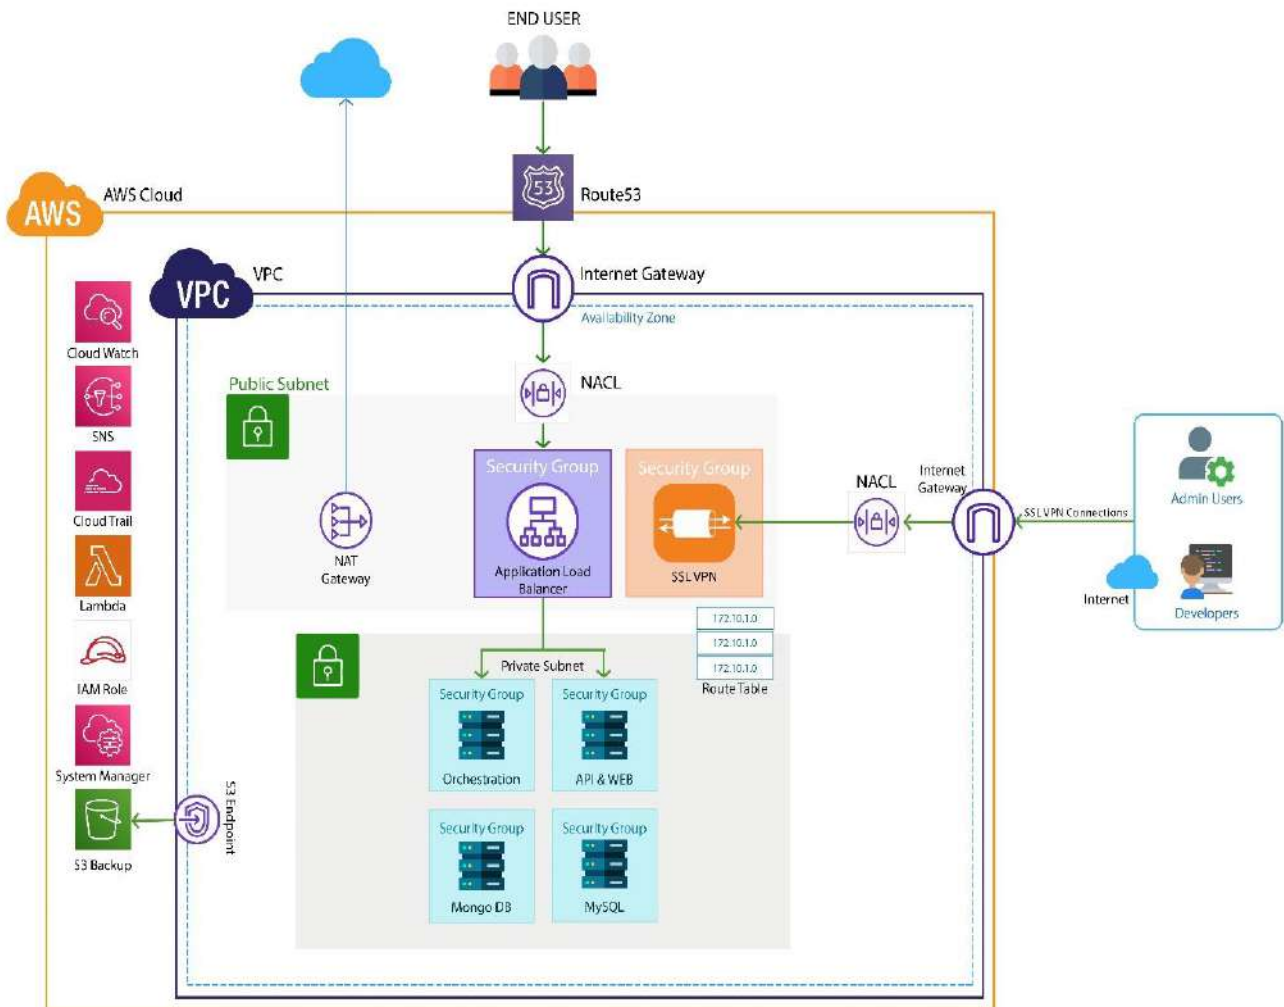 END USER
Route53
53
AWS
AWS Cloud
VPC
VPC
Internet Gateway
Availability Zone
Cloud Watch
SNS
Cloud Trail
Lambda
IAM Role
System Manager
S3 Backup
S3 Endpoint
Public Subnet
NACL
NAT
Gateway
Security Group
Application Load
Balancer
Security Group
SSL VPN
NACL
Internet
Gateway
SSL VPN Connections
Admin Users
Internet
Developers
172.10.1.0
172.10.1.0
172.10.1.0
Route Table
Private Subnet
Security Group
Orchestration
Security Group
API & WEB
Security Group
Mongo DB
Security Group
MySQL